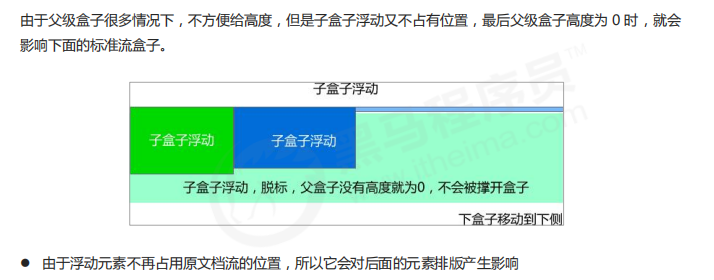 由于父级盒子很多情况下，不方便给高度，但是子盒子浮动又不占有位置，最后父级盒子高度为 0 时，就会
影响下面的标准流盒子。
子盒子浮动
子盒子浮动
子盒子浮动
子盒子浮动，脱标，父盒子没有高度就为0，不会被撑开盒子
下盒子移动到下侧
● 由于浮动元素不再占用原文档流的位置，所以它会对后面的元素排版产生影响
黑马程序员™
www.itheima.com